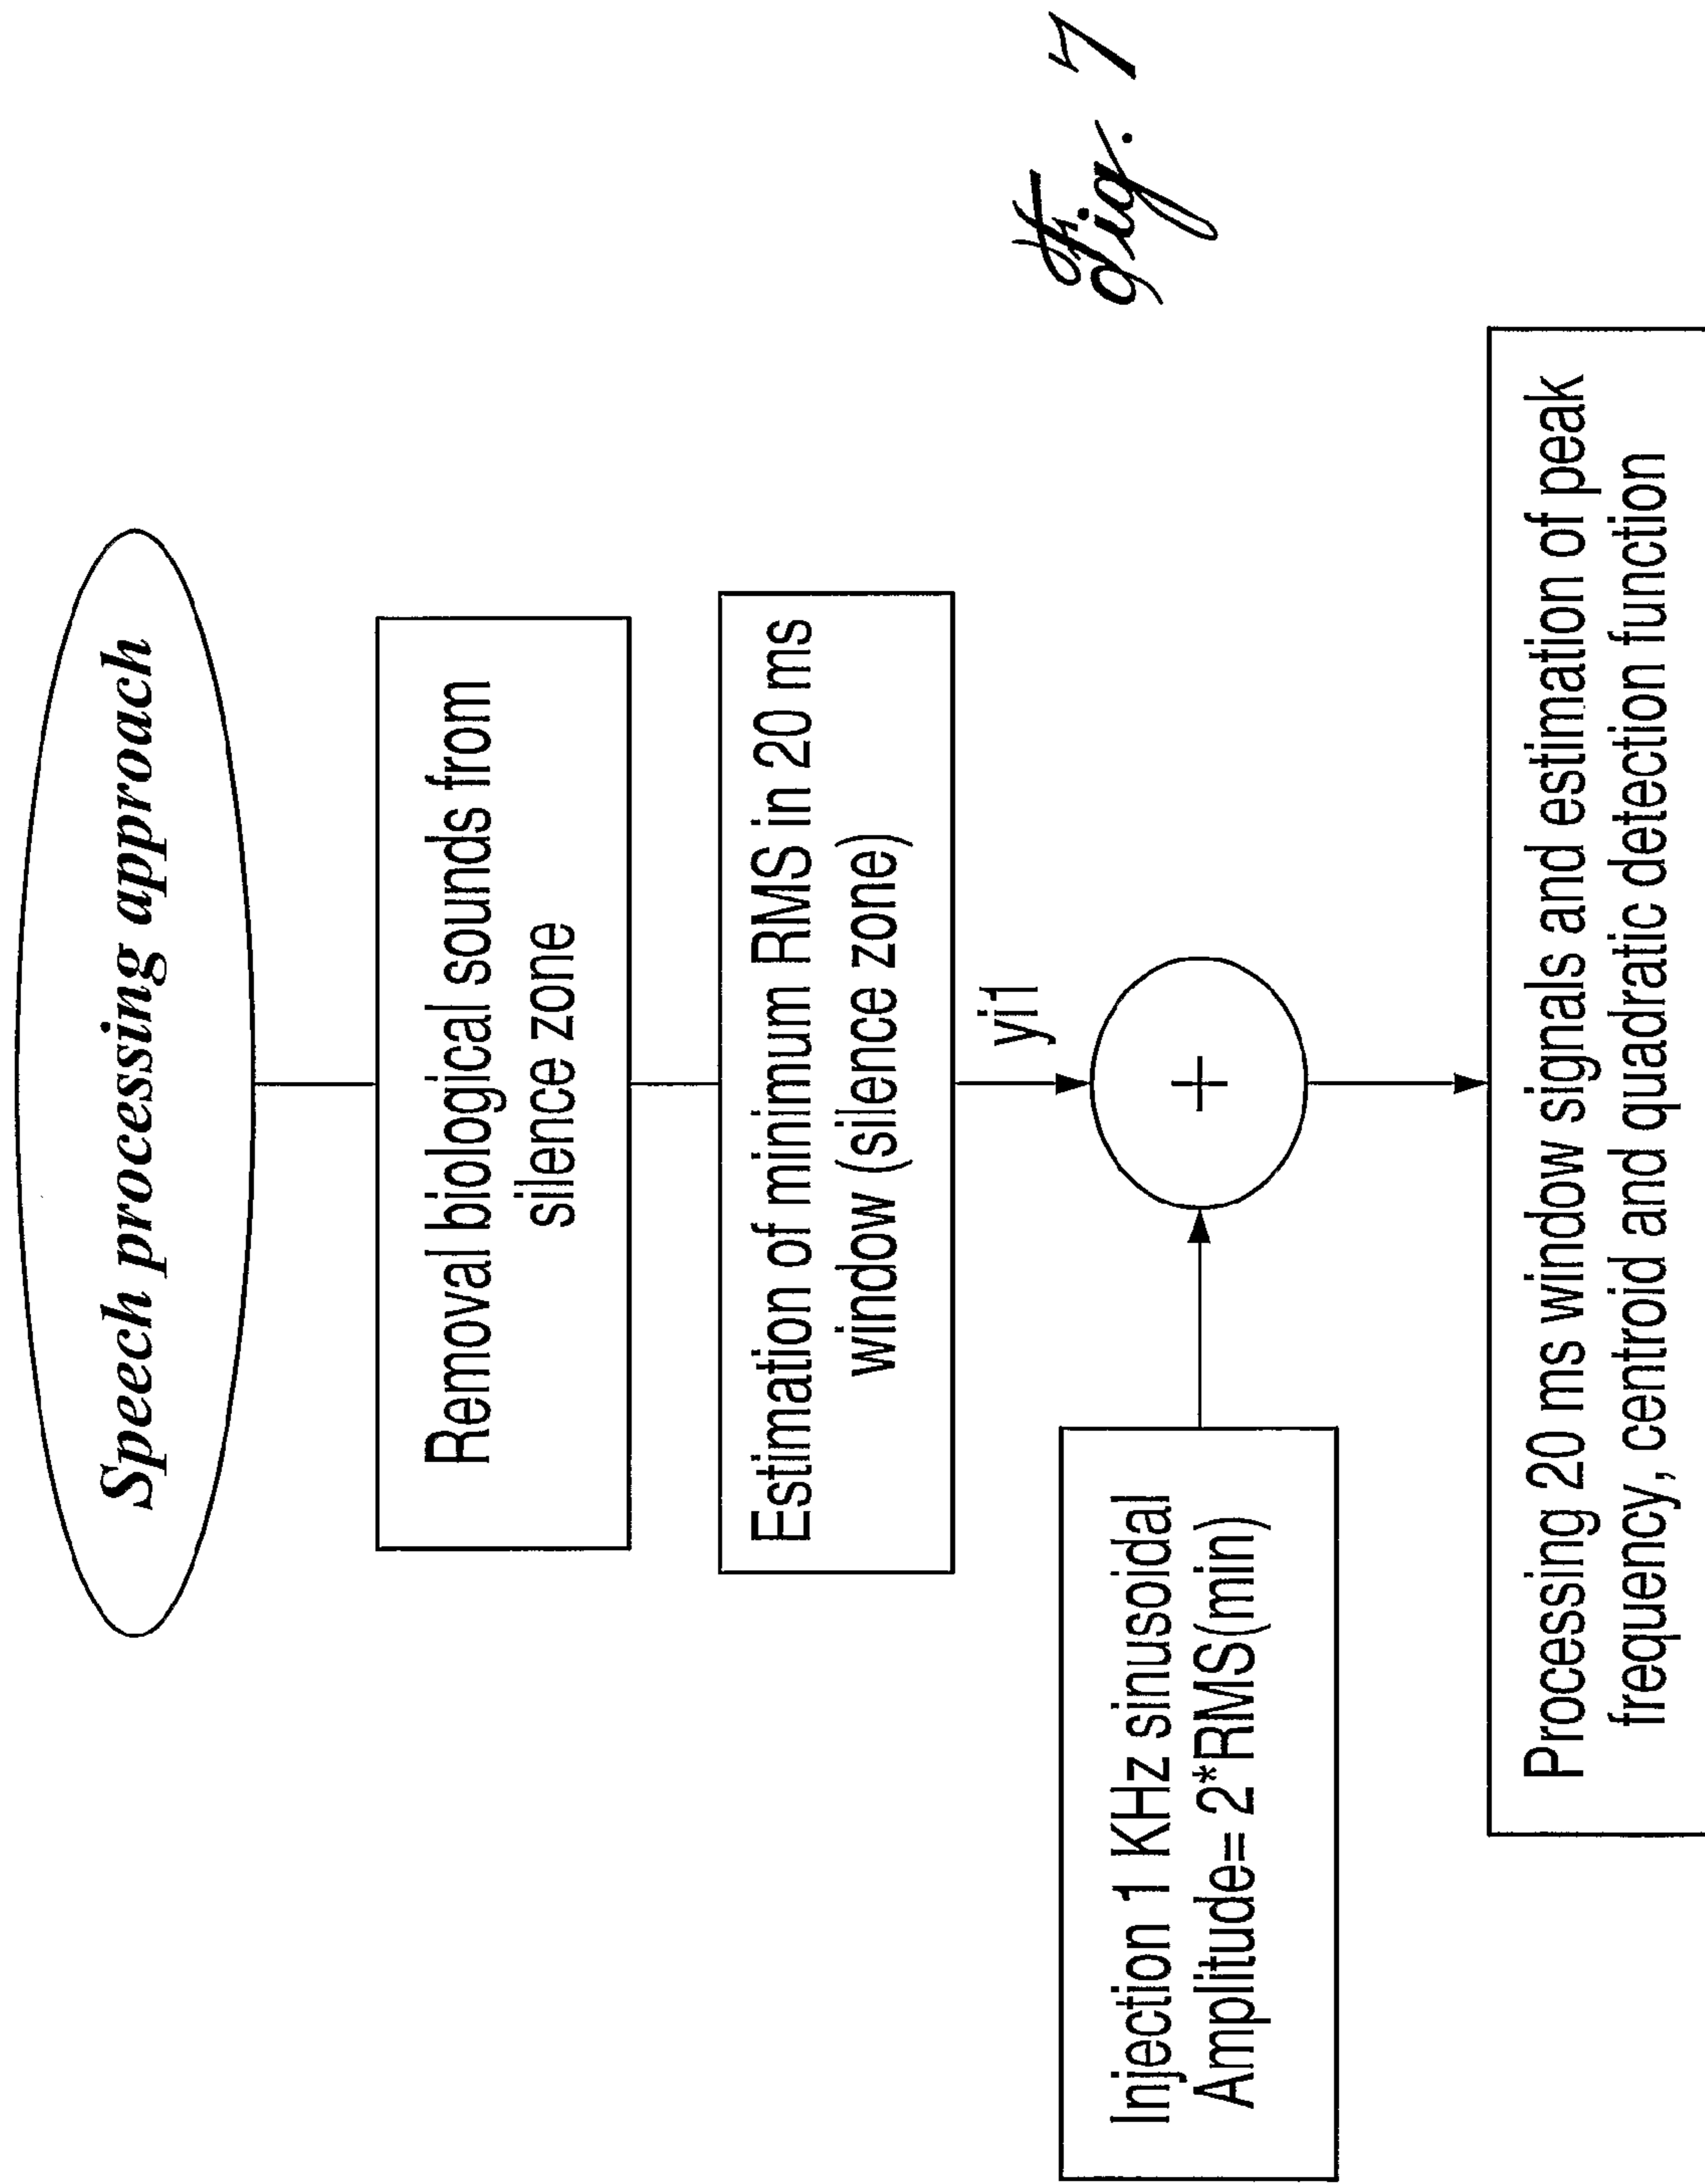 Speech processing approach
Removal biological sounds from
silence zone
Estimation of minimum RMS in 20 ms
window (silence zone)
yi1
+
Injection 1 KHz sinusoidal
Amplitude= 2*RMS(min)
Processing 20 ms window signals and estimation of peak
frequency, centroid and quadratic detection function
Fig. 7